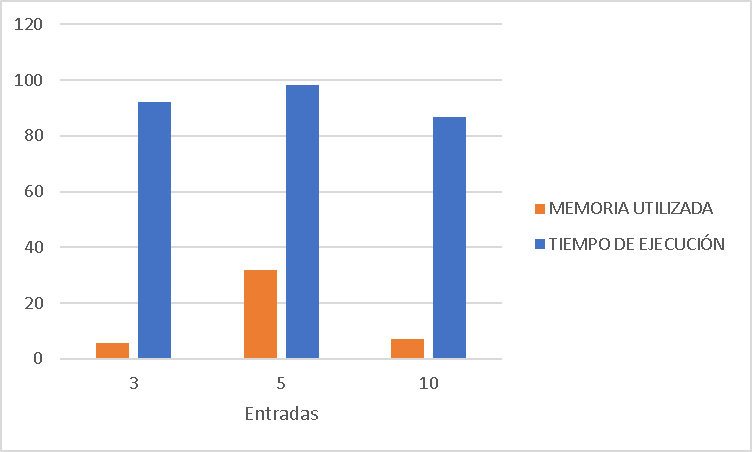 120
100
80
60
40
20
0
3 5 10
Entradas
MEMORIA UTILIZADA
TIEMPO DE EJECUCIÓN